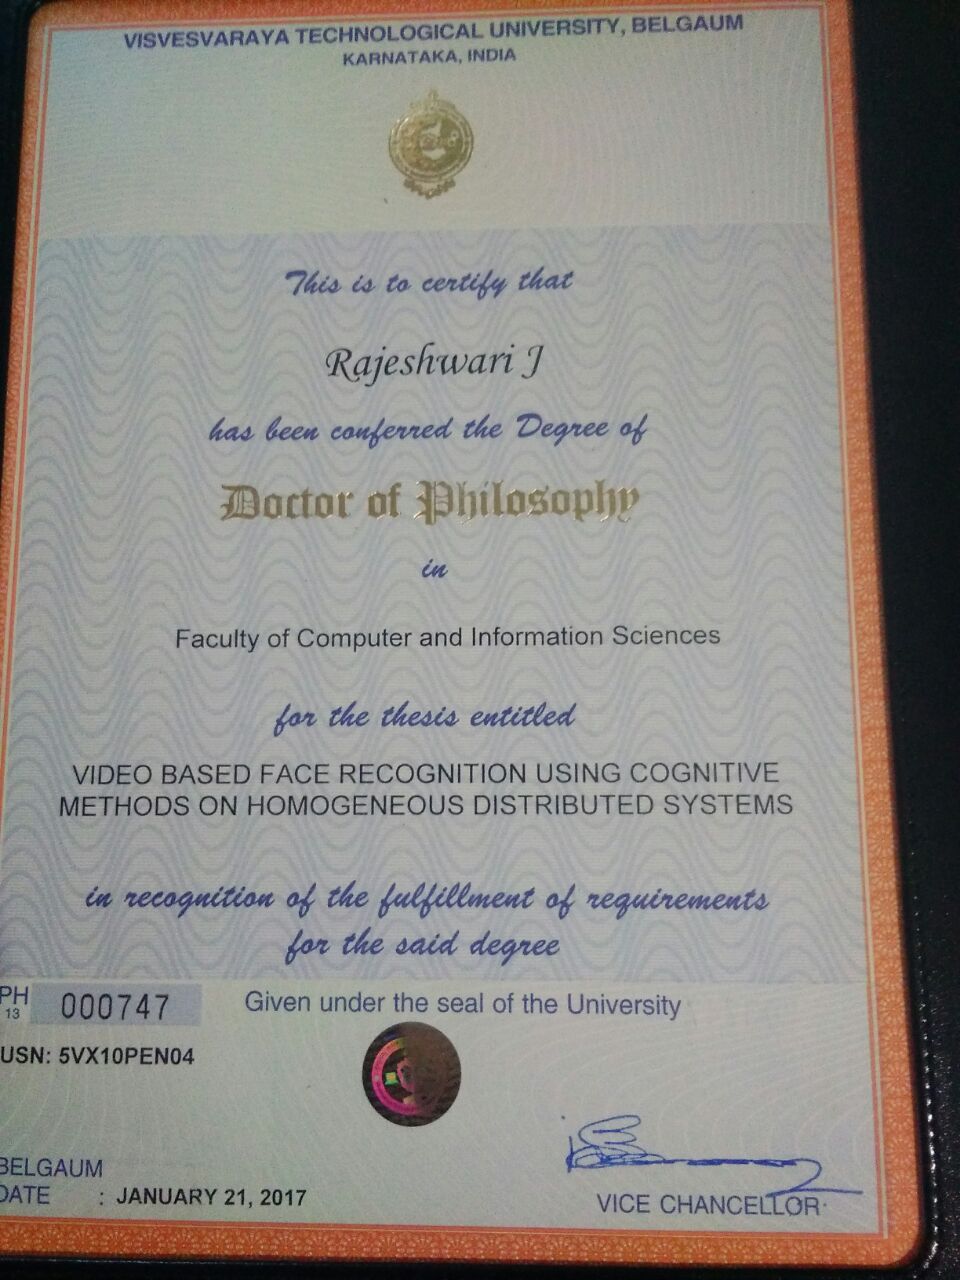 VISVESVARAYA TECHNOLOGICAL UNIVERSITY, BELGAUM
KARNATAKA, INDIA
This is to certify that
Rajeshwari J
has been conferred the Degree of
Doctor of Philosophy
in
Faculty of Computer and Information Sciences
for the thesis entitled
VIDEO BASED FACE RECOGNITION USING COGNITIVE
METHODS ON HOMOGENEOUS DISTRIBUTED SYSTEMS
in recognition of the fulfillment of requirements
for the said degree
PH 13 000747
Given under the seal of the University
USN: 5VX10PEN04
BELGAUM
DATE : JANUARY 21, 2017
VICE CHANCELLOR